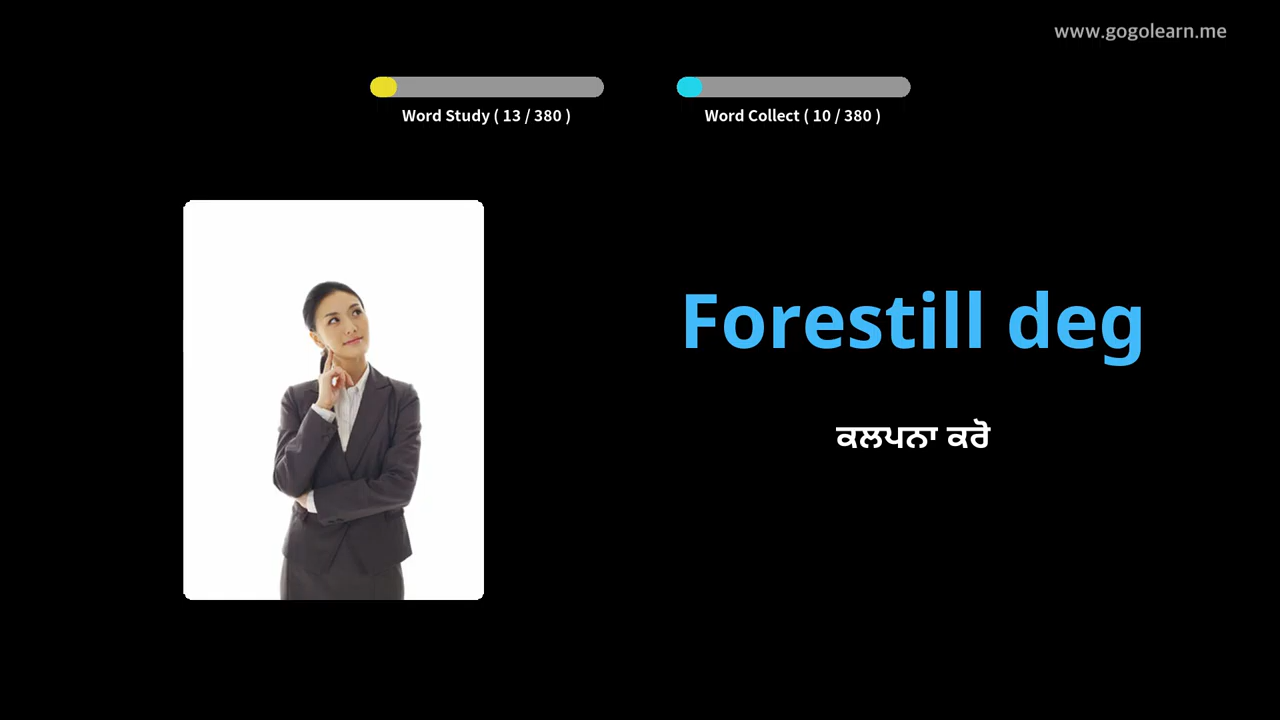 www.gogolearn.me
Word Study ( 13 / 380 )
Word Collect ( 10 / 380 )
Forestill deg
ਕਲਪਨਾ ਕਰੋ